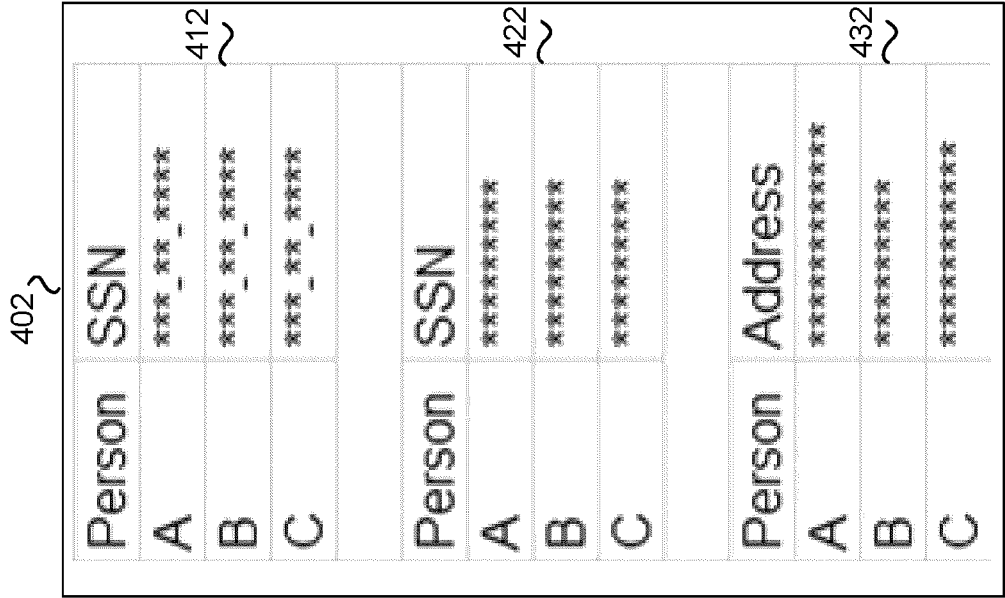 402
Person SSN
A ***-**-****
B ***-**-****
C ***-**-****
412
Person SSN
A *********
B *********
C *********
422
Person Address
A ************
B *********
C ***********
432